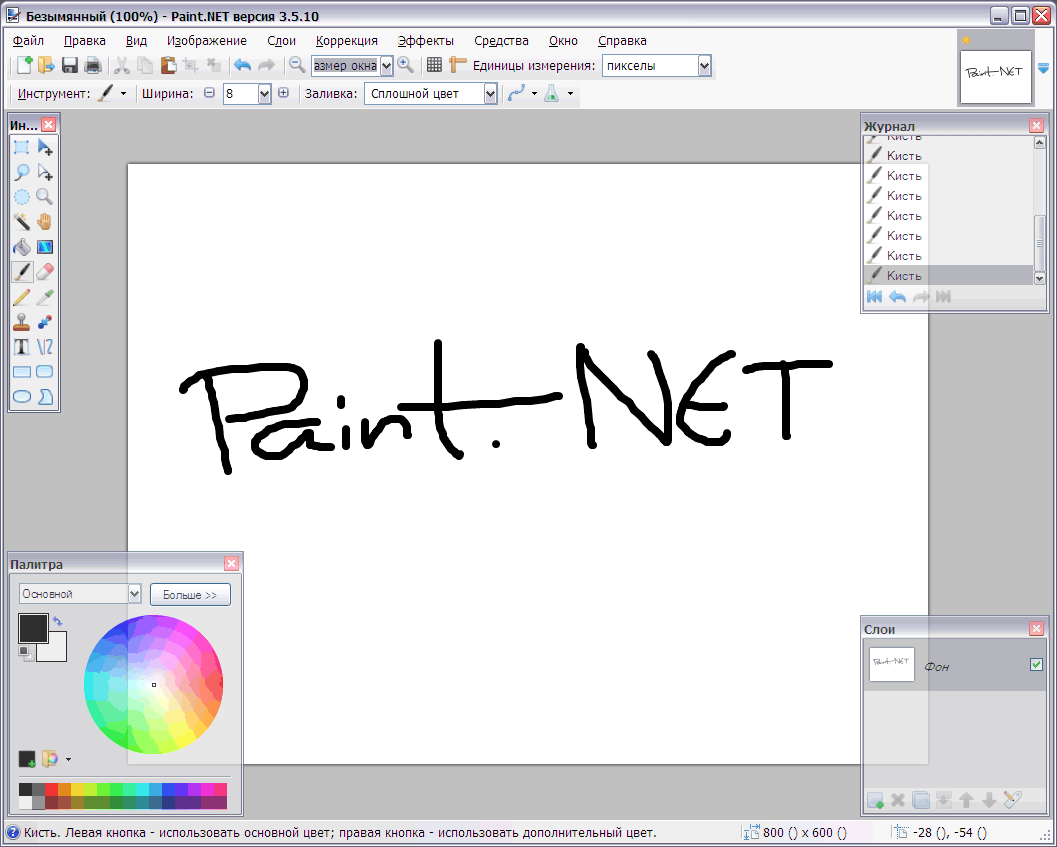 Безымянный (100%) - Paint.NET версия 3.5.10
Файл Правка Вид Изображение Слои Коррекция Эффекты Средства Окно Справка
азмер окна Единицы измерения: пикселы
Инструмент: Ширина: 8 Заливка: Сплошной цвет
Paint.NET
Ин...
Журнал
Кисть
Кисть
Кисть
Кисть
Кисть
Кисть
Кисть
Кисть
Paint.NET
Палитра
Основной Больше >>
Слои
Paint.NET
Фон
Кисть. Левая кнопка - использовать основной цвет; правая кнопка - использовать дополнительный цвет. 800 () x 600 () -28 (), -54 ()